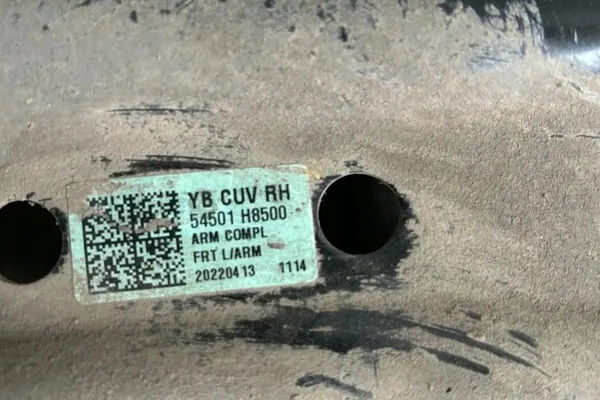 YB CUV RH
54501 H8500
ARM COMPL
FRT L/ARM
20220413 1114